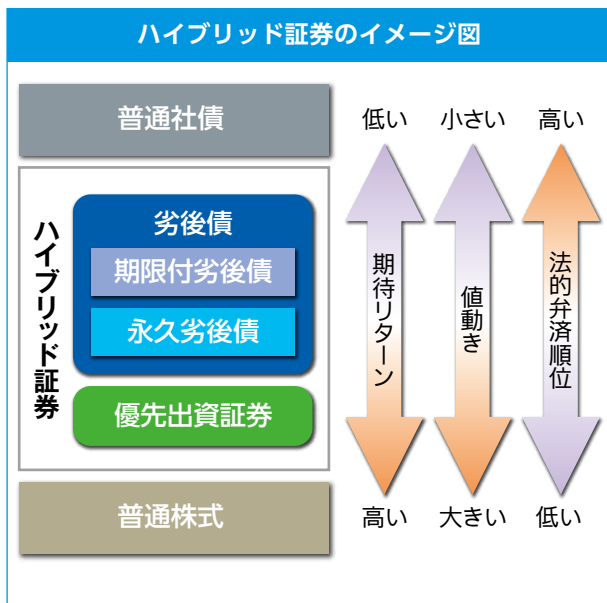 ハイブリッド証券のイメージ図
普通社債
低い 小さい 高い
ハイブリッド証券
劣後債
期限付劣後債
永久劣後債
優先出資証券
期待リターン
値動き
法的弁済順位
普通株式
高い 大きい 低い